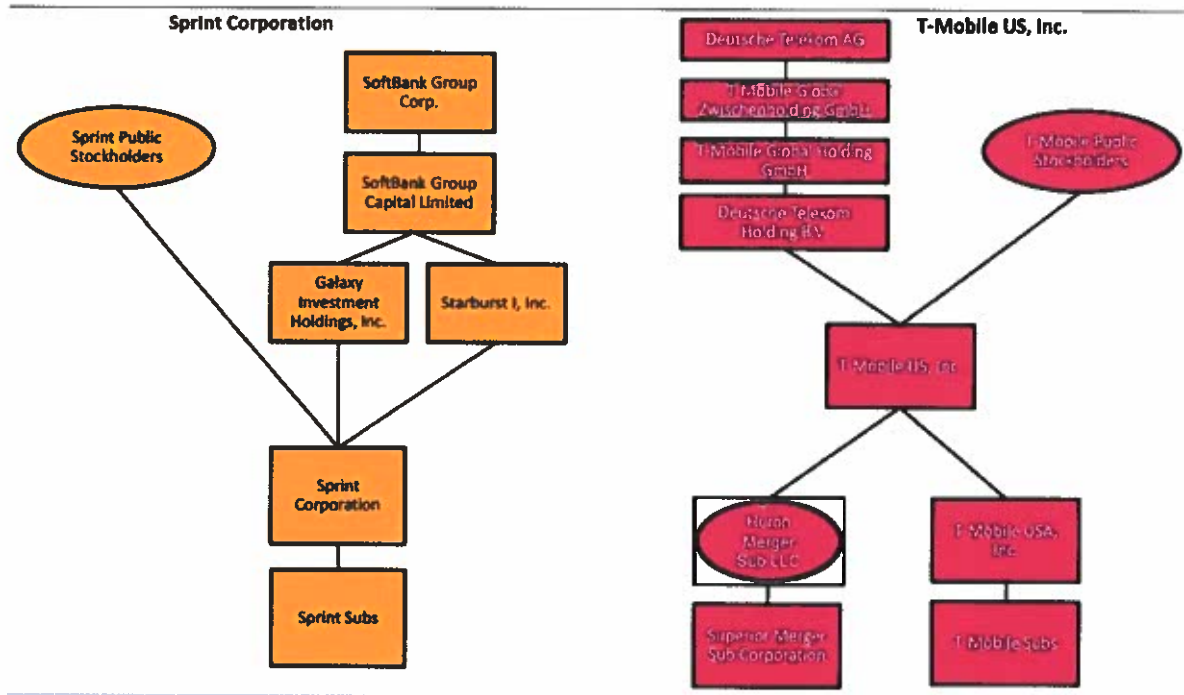 Sprint Corporation
SoftBank Group
Corp.
Sprint Public
Stockholders
SoftBank Group
Capital Limited
Galaxy
Investment
Holdings, Inc.
Starburst I, Inc.
Sprint
Corporation
Sprint Subs
T-Mobile US, Inc.
Deutsche Telekom AG
T-Mobile Global
Zwischenholding GmbH
T-Mobile Global Holding
GmbH
Deutsche Telekom
Holding B.V.
T-Mobile Public
Stockholders
T-Mobile US, Inc.
Huron
Merger
Sub LLC
T-Mobile USA,
Inc.
Superior Merger
Sub Corporation
T-Mobile Subs